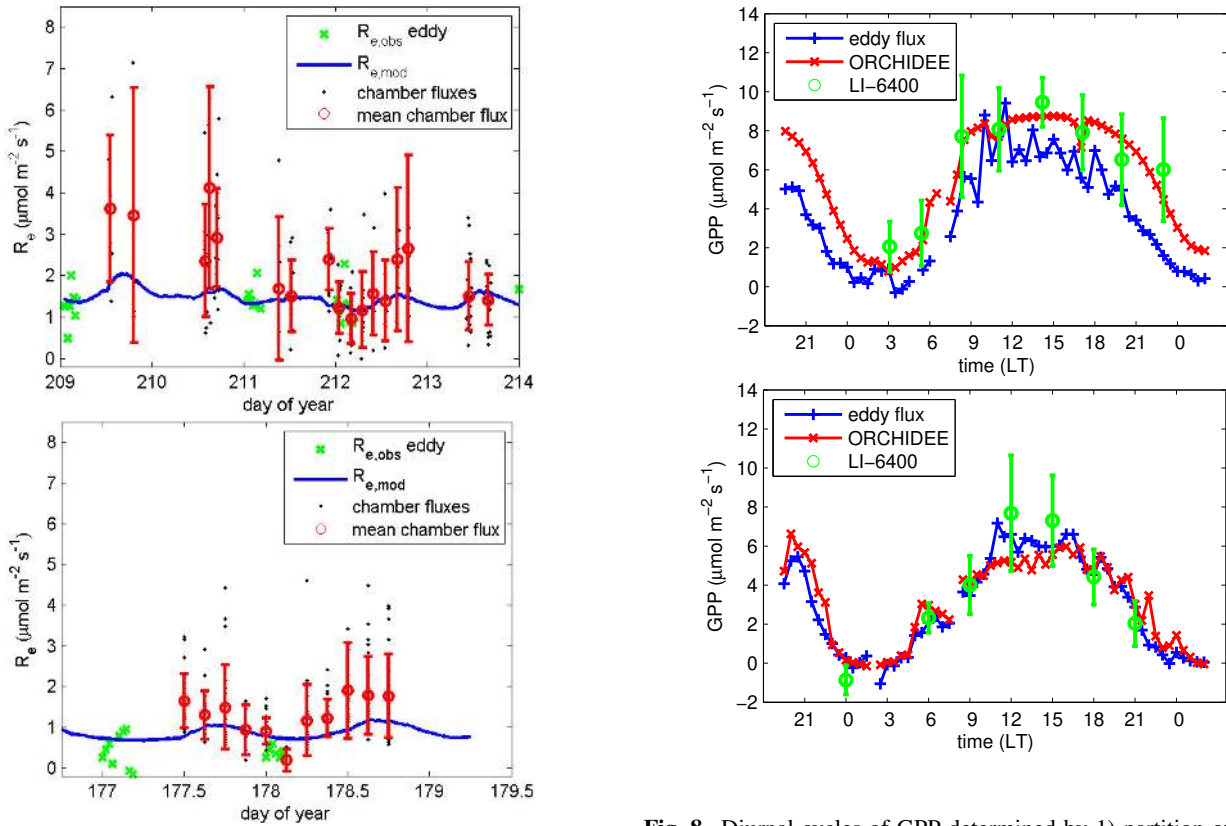 8
7
6
5
4
3
2
1
0
R_e (μmol m⁻² s⁻¹)
R_e,obs eddy
R_e,mod
chamber fluxes
mean chamber flux
209 210 211 212 213 214
day of year
8
7
6
5
4
3
2
1
0
R_e (μmol m⁻² s⁻¹)
R_e,obs eddy
R_e,mod
chamber fluxes
mean chamber flux
177 177.5 178 178.5 179 179.5
day of year
14
12
10
8
6
4
2
0
−2
GPP (μmol m⁻² s⁻¹)
eddy flux
ORCHIDEE
LI−6400
21 0 3 6 9 12 15 18 21 0
time (LT)
14
12
10
8
6
4
2
0
−2
GPP (μmol m⁻² s⁻¹)
eddy flux
ORCHIDEE
LI−6400
21 0 3 6 9 12 15 18 21 0
time (LT)